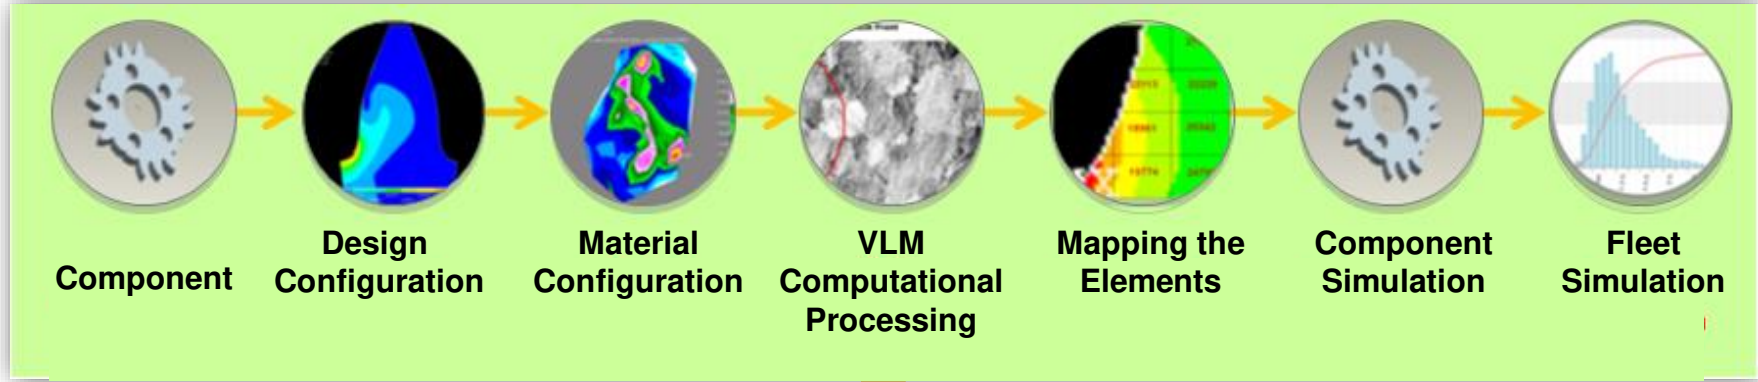 Component
Design
Configuration
Material
Configuration
VLM
Computational
Processing
Mapping the
Elements
Component
Simulation
Fleet
Simulation